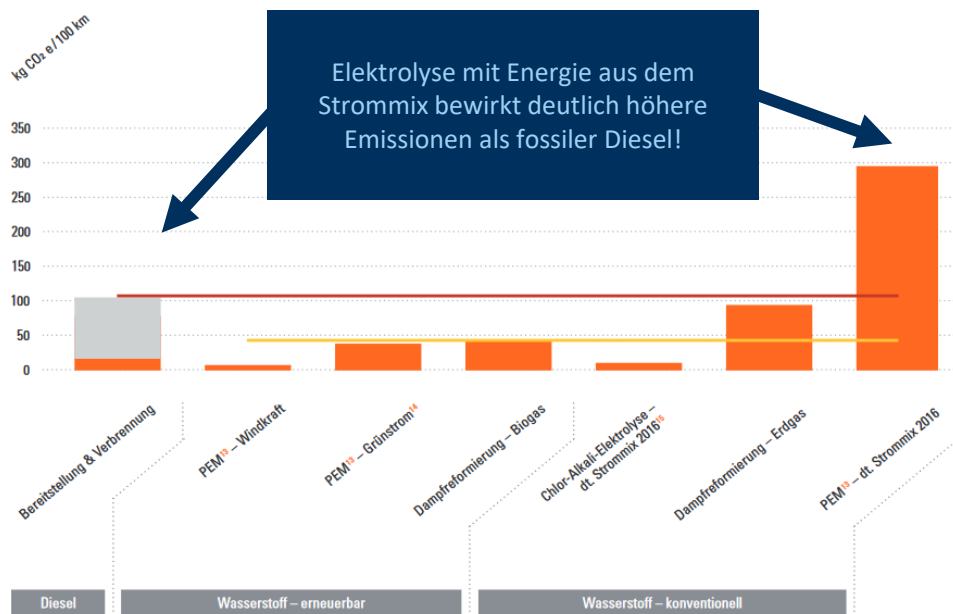 kg CO₂ e/100 km
Elektrolyse mit Energie aus dem
Strommix bewirkt deutlich höhere
Emissionen als fossiler Diesel!
350
300
250
200
150
100
50
0
Bereitstellung & Verbrennung
PEM¹³ – Windkraft
PEM¹³ – Grünstrom¹⁴
Dampfreformierung – Biogas
Chlor-Alkali-Elektrolyse –
dt. Strommix 2016¹⁵
Dampfreformierung – Erdgas
PEM¹³ – dt. Strommix 2016
Diesel
Wasserstoff – erneuerbar
Wasserstoff – konventionell